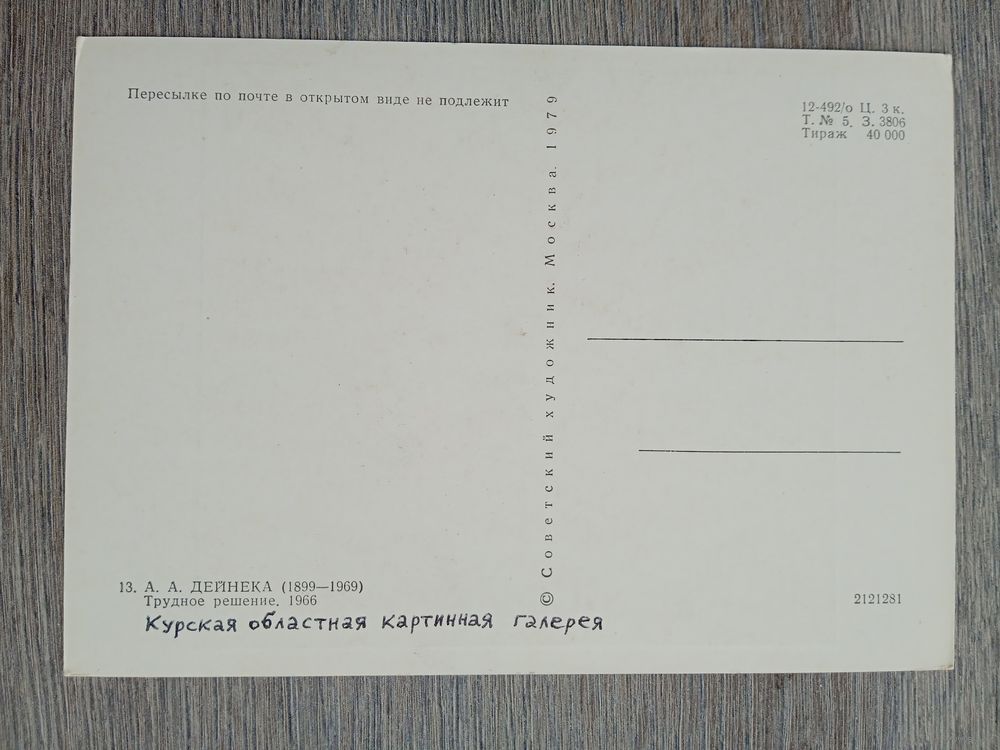 Пересылке по почте в открытом виде не подлежит
12-492/о Ц. 3 к.
Т. № 5. З. 3806
Тираж 40 000
© Советский художник. Москва. 1979
13. А. А. ДЕЙНЕКА (1899—1969)
Трудное решение. 1966
Курская областная картинная галерея
2121281